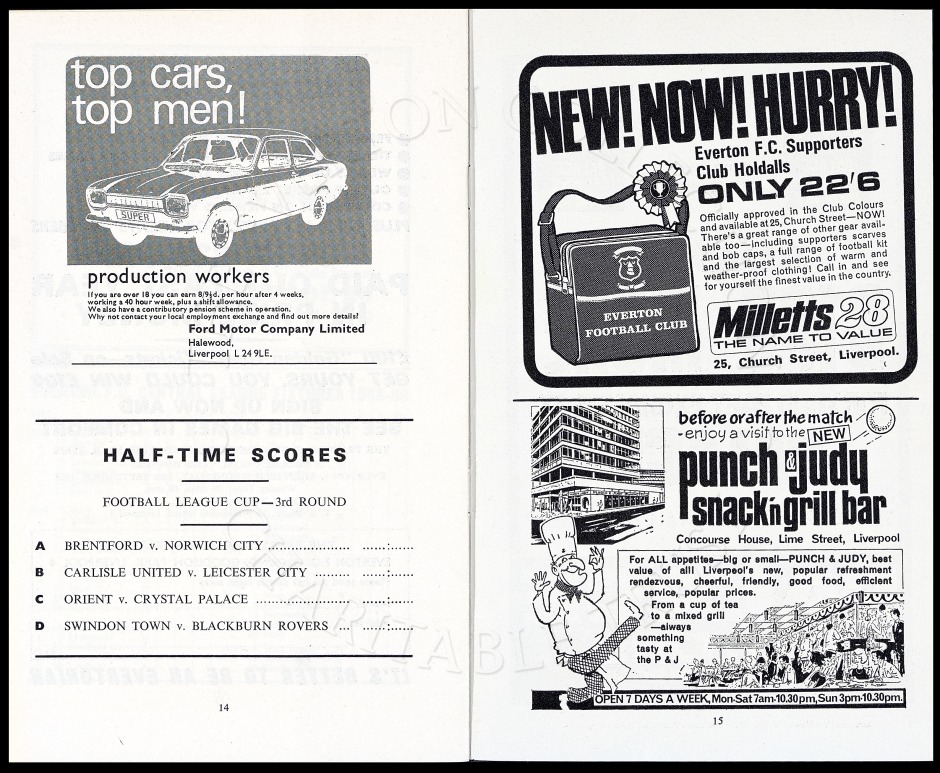 top cars,
top men!
SUPER
production workers
If you are over 18 you can earn 8/9½d. per hour after 4 weeks,
working a 40 hour week, plus a shift allowance.
We also have a contributory pension scheme in operation.
Why not contact your local employment exchange and find out more details?
Ford Motor Company Limited
Halewood,
Liverpool L 24 9LE.
HALF-TIME SCORES
FOOTBALL LEAGUE CUP—3rd ROUND
A BRENTFORD v. NORWICH CITY ..................... ......:......
B CARLISLE UNITED v. LEICESTER CITY ........ ......:......
C ORIENT v. CRYSTAL PALACE ........................ ......:......
D SWINDON TOWN v. BLACKBURN ROVERS ... ......:......
14
NEW! NOW! HURRY!
Everton F.C. Supporters
Club Holdalls
ONLY 22'6
Officially approved in the Club Colours
and available at 25, Church Street—NOW!
There's a great range of other gear avail-
able too—including supporters scarves
and bob caps, a full range of football kit
and the largest selection of warm and
weather-proof clothing! Call in and see
for yourself the finest value in the country.
EVERTON
FOOTBALL CLUB
Milletts 28
THE NAME TO VALUE
25, Church Street, Liverpool.
before or after the match
-enjoy a visit to the NEW
punch & judy
snack'n grill bar
Concourse House, Lime Street, Liverpool
For ALL appetites—big or small—PUNCH & JUDY, best
value of all! Liverpool's new, popular refreshment
rendezvous, cheerful, friendly, good food, efficient
service, popular prices.
From a cup of tea
to a mixed grill
—always
something
tasty at
the P & J
OPEN 7 DAYS A WEEK, Mon-Sat 7am-10.30pm, Sun 3pm-10.30pm.
15